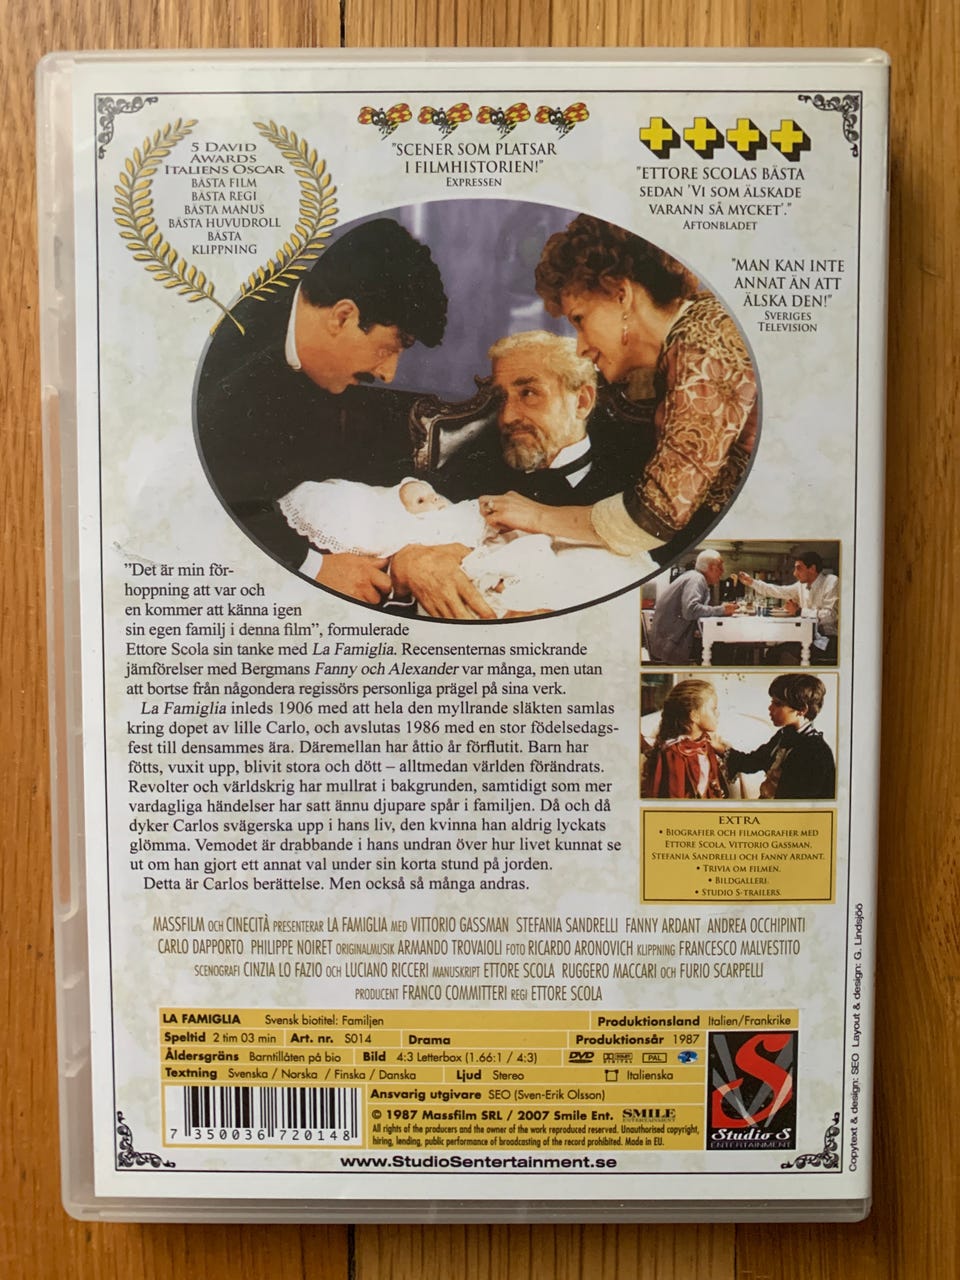 5 DAVID
AWARDS
ITALIENS OSCAR
BÄSTA FILM
BÄSTA REGI
BÄSTA MANUS
BÄSTA HUVUDROLL
BÄSTA
KLIPPNING
"SCENER SOM PLATSAR
I FILMHISTORIEN!"
EXPRESSEN
"ETTORE SCOLAS BÄSTA
SEDAN 'VI SOM ÄLSKADE
VARANN SÅ MYCKET'."
AFTONBLADET
"MAN KAN INTE
ANNAT ÄN ATT
ÄLSKA DEN!"
SVERIGES
TELEVISION
"Det är min för-
hoppning att var och
en kommer att känna igen
sin egen familj i denna film", formulerade
Ettore Scola sin tanke med La Famiglia. Recensenternas smickrande
jämförelser med Bergmans Fanny och Alexander var många, men utan
att bortse från någondera regissörs personliga prägel på sina verk.
La Famiglia inleds 1906 med att hela den myllrande släkten samlas
kring dopet av lille Carlo, och avslutas 1986 med en stor födelsedags-
fest till densammes ära. Däremellan har åttio år förflutit. Barn har
fötts, vuxit upp, blivit stora och dött – alltmedan världen förändrats.
Revolter och världskrig har mullrat i bakgrunden, samtidigt som mer
vardagliga händelser har satt ännu djupare spår i familjen. Då och då
dyker Carlos svägerska upp i hans liv, den kvinna han aldrig lyckats
glömma. Vemodet är drabbande i hans undran över hur livet kunnat se
ut om han gjort ett annat val under sin korta stund på jorden.
Detta är Carlos berättelse. Men också så många andras.
EXTRA
• BIOGRAFIER OCH FILMOGRAFIER MED
ETTORE SCOLA, VITTORIO GASSMAN,
STEFANIA SANDRELLI OCH FANNY ARDANT.
• TRIVIA OM FILMEN.
• BILDGALLERI.
• STUDIO S-TRAILERS.
MASSFILM OCH CINECITÀ PRESENTERAR LA FAMIGLIA MED VITTORIO GASSMAN STEFANIA SANDRELLI FANNY ARDANT ANDREA OCCHIPINTI
CARLO DAPPORTO PHILIPPE NOIRET ORIGINALMUSIK ARMANDO TROVAIOLI FOTO RICARDO ARONOVICH KLIPPNING FRANCESCO MALVESTITO
SCENOGRAFI CINZIA LO FAZIO OCH LUCIANO RICCERI MANUSKRIPT ETTORE SCOLA RUGGERO MACCARI OCH FURIO SCARPELLI
PRODUCENT FRANCO COMMITTERI REGI ETTORE SCOLA
LA FAMIGLIA Svensk biotitel: Familjen Produktionsland Italien/Frankrike
Speltid 2 tim 03 min Art. nr. S014 Drama Produktionsår 1987
Åldersgräns Barntillåten på bio Bild 4:3 Letterbox (1.66:1 / 4:3) DVD PAL 2
Textning Svenska / Norska / Finska / Danska Ljud Stereo Italienska
Ansvarig utgivare SEO (Sven-Erik Olsson)
© 1987 Massfilm SRL / 2007 Smile Ent. SMILE ENTERTAINMENT
All rights of the producers and the owner of the work reproduced reserved. Unauthorised copyright,
hiring, lending, public performance of broadcasting of the record prohibited. Made in EU.
7 350036 720148
Studio S
ENTERTAINMENT
www.StudioSentertainment.se
Copytext & design: SEO Layout & design: G. Lindsjöö